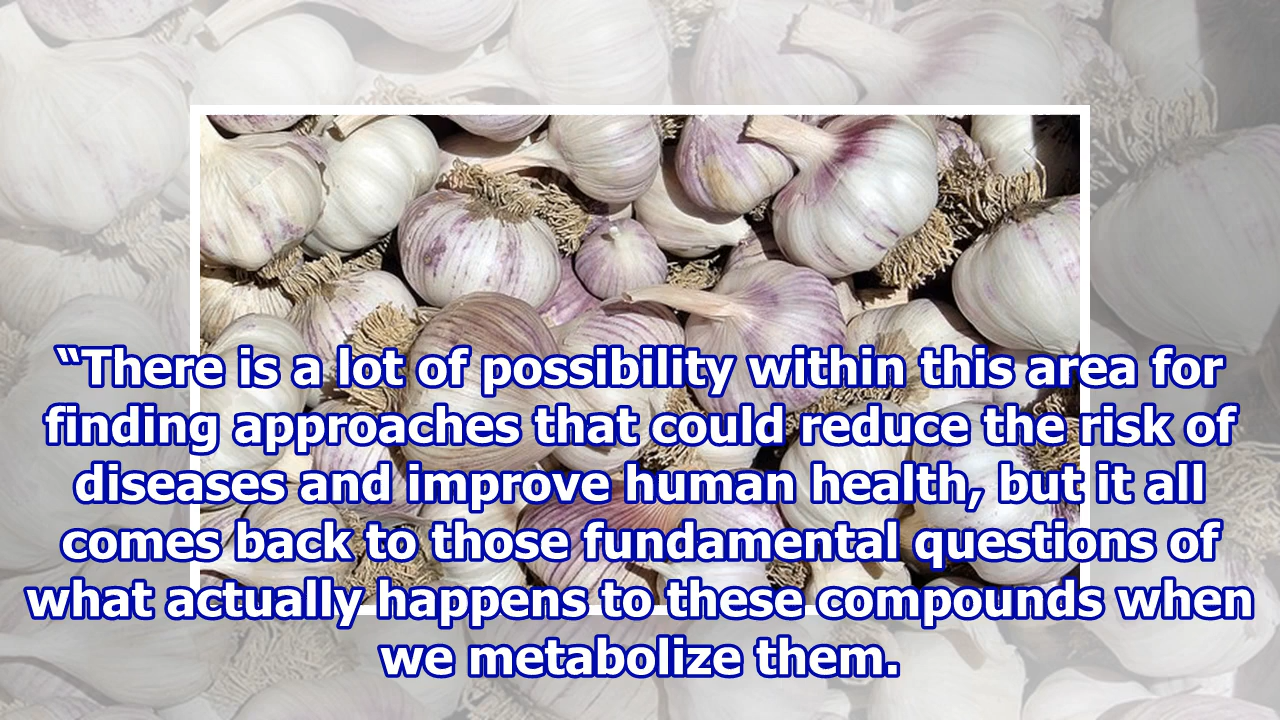 “There is a lot of possibility within this area for
finding approaches that could reduce the risk of
diseases and improve human health, but it all
comes back to those fundamental questions of
what actually happens to these compounds when
we metabolize them.